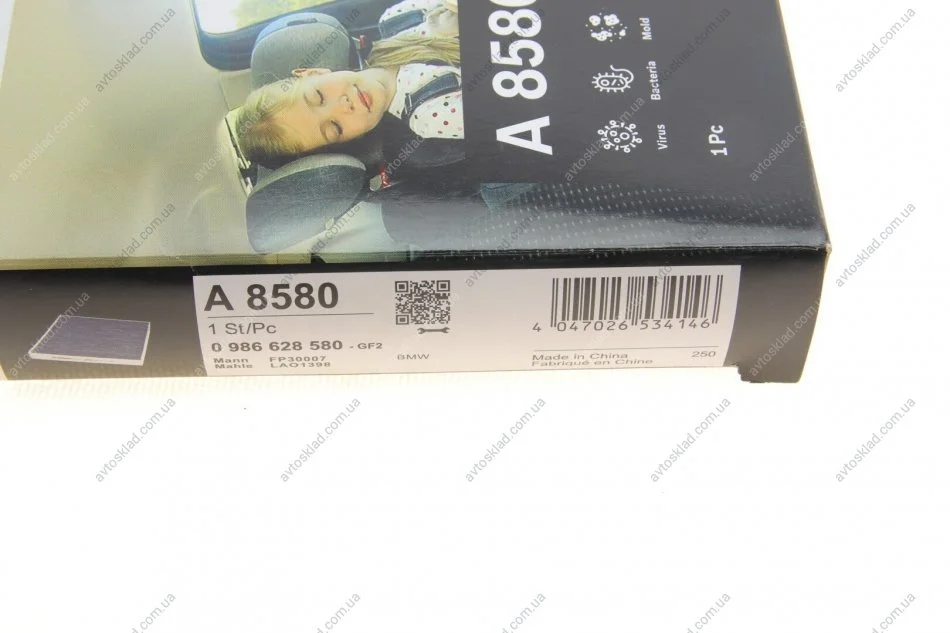 A 8580
Mold
Bacteria
Virus
1 Pc
A 8580
1 St/Pc
0 986 628 580 - GF2
Mann FP30007
Mahle LAO1398
BMW
4 047026 534146
Made in China
Fabriqué en Chine
250
avtosklad.com.ua